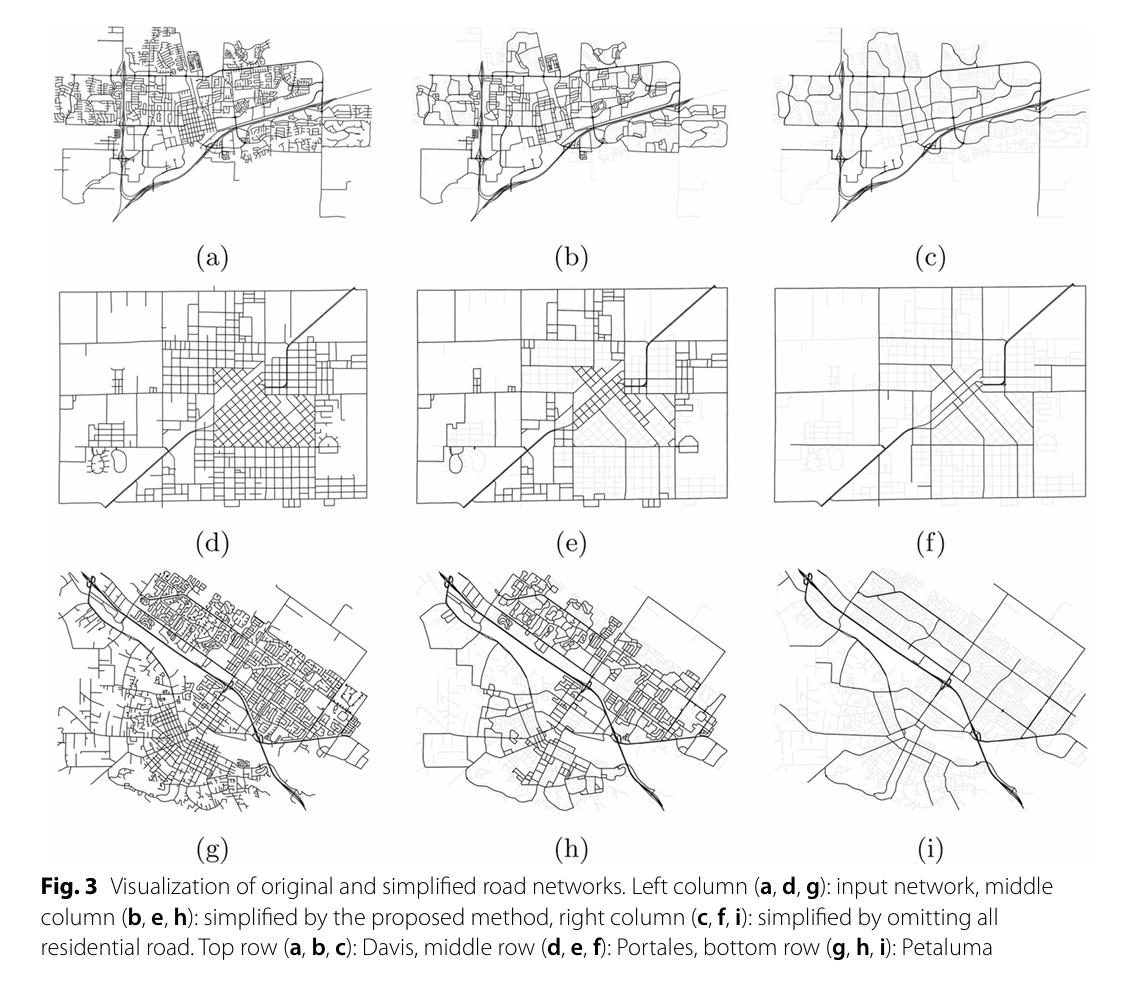 (a) (b) (c)
(d) (e) (f)
(g) (h) (i)
Fig. 3 Visualization of original and simplified road networks. Left column (a, d, g): input network, middle
column (b, e, h): simplified by the proposed method, right column (c, f, i): simplified by omitting all
residential road. Top row (a, b, c): Davis, middle row (d, e, f): Portales, bottom row (g, h, i): Petaluma